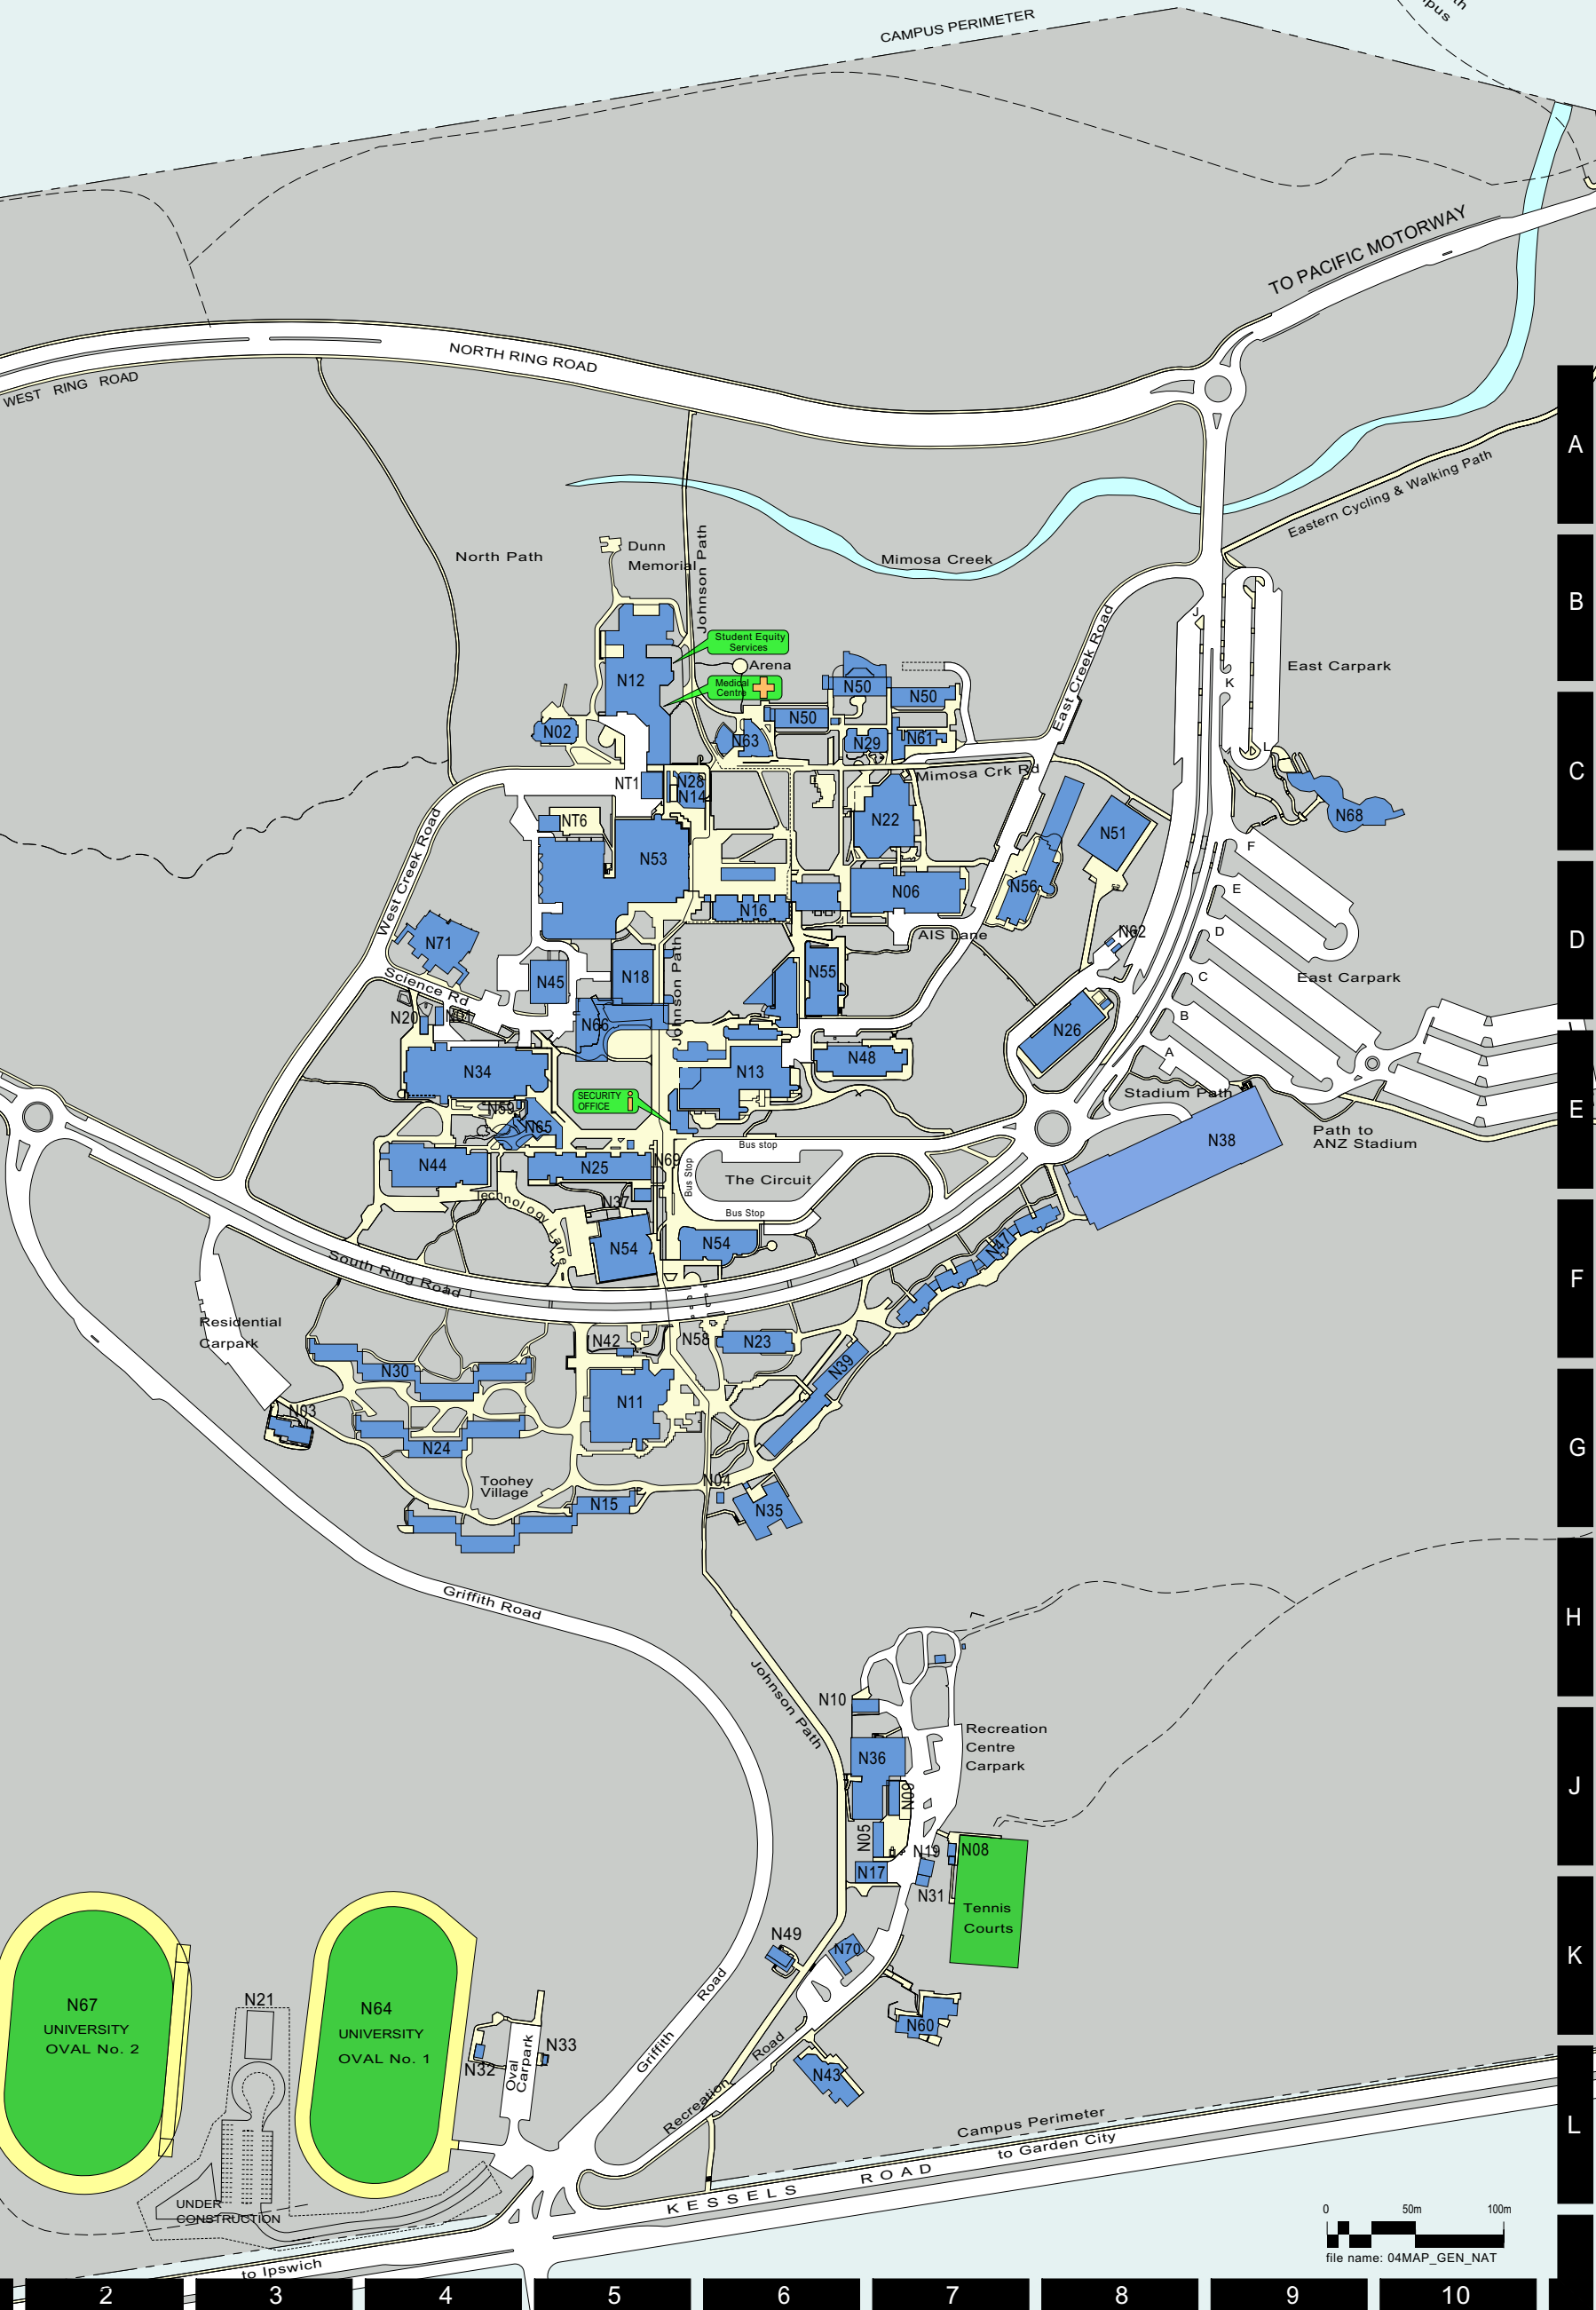 th
pus
CAMPUS PERIMETER
TO PACIFIC MOTORWAY
NORTH RING ROAD
WEST RING ROAD
A
Eastern Cycling & Walking Path
North Path
Dunn
Memorial
Johnson Path
Mimosa Creek
B
J
Student Equity
Services
Arena
East Creek Road
East Carpark
N12
Medical
Centre
N50
N50
K
N50
N02
N63
N29
N61
L
C
NT1
N28
N14
Mimosa Crk Rd
NT6
N22
N51
N68
West Creek Road
N53
F
N56
N06
E
N16
N71
AIS Lane
N62
D
D
Science Rd
N45
N18
Johnson Path
N55
C
East Carpark
N20
N01
N66
B
N26
N34
N13
N48
A
SECURITY
OFFICE
i
Stadium Path
E
N59
N65
Path to
ANZ Stadium
N38
Bus stop
N44
N25
N69
Bus Stop
The Circuit
Technology Lane
N37
Bus Stop
N54
N54
N47
F
South Ring Road
Residential
Carpark
N42
N58
N23
N30
N39
N11
N03
N24
G
Toohey
Village
N04
N15
N35
Griffith Road
H
Johnson Path
N10
Recreation
Centre
Carpark
N36
J
N09
N05
N19
N08
N17
N31
Tennis
Courts
N49
N70
K
N67
UNIVERSITY
OVAL No. 2
N21
N64
UNIVERSITY
OVAL No. 1
Griffith Road
N60
N33
N32
Oval
Carpark
Recreation Road
N43
L
Campus Perimeter
to Garden City
KESSELS ROAD
UNDER
CONSTRUCTION
0 50m 100m
file name: 04MAP_GEN_NAT
to Ipswich
2 3 4 5 6 7 8 9 10